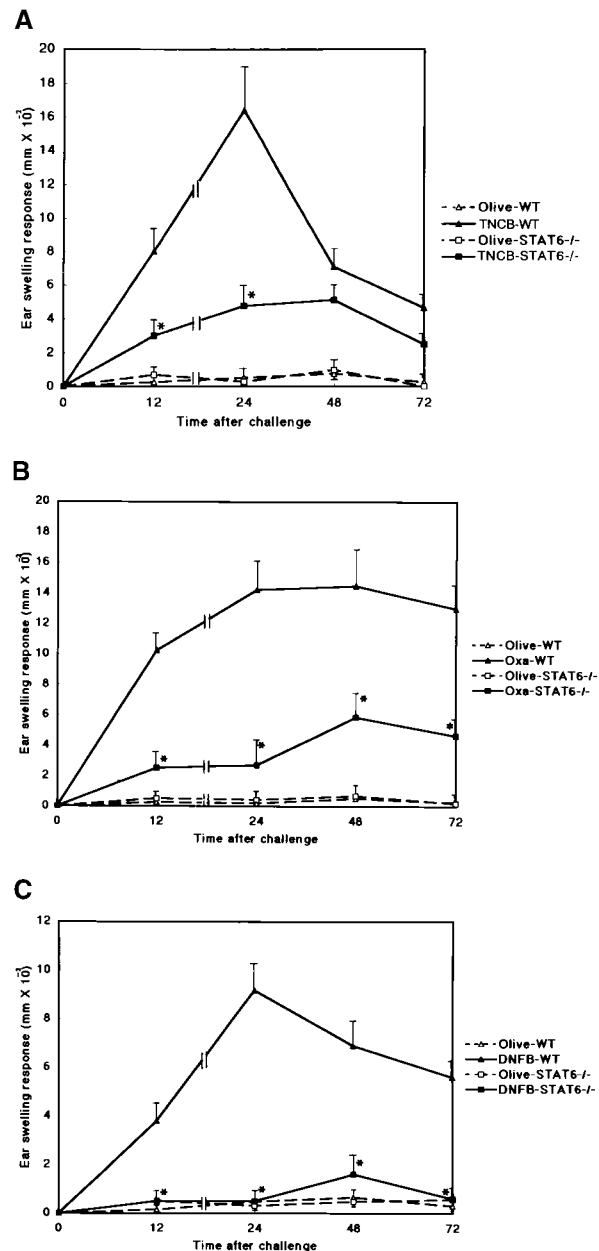 A
Ear swelling response (mm X 10⁻²)
20
18
16
14
12
10
8
6
4
2
0
*
*
0
12
24
48
72
Time after challenge
Olive-WT
TNCB-WT
Olive-STAT6-/-
TNCB-STAT6-/-
B
Ear swelling response (mm X 10⁻²)
20
18
16
14
12
10
8
6
4
2
0
*
*
*
*
0
12
24
48
72
Time after challenge
Olive-WT
Oxa-WT
Olive-STAT6-/-
Oxa-STAT6-/-
C
Ear swelling response (mm X 10⁻²)
12
10
8
6
4
2
0
*
*
*
*
0
12
24
48
72
Time after challenge
Olive-WT
DNFB-WT
Olive-STAT6-/-
DNFB-STAT6-/-